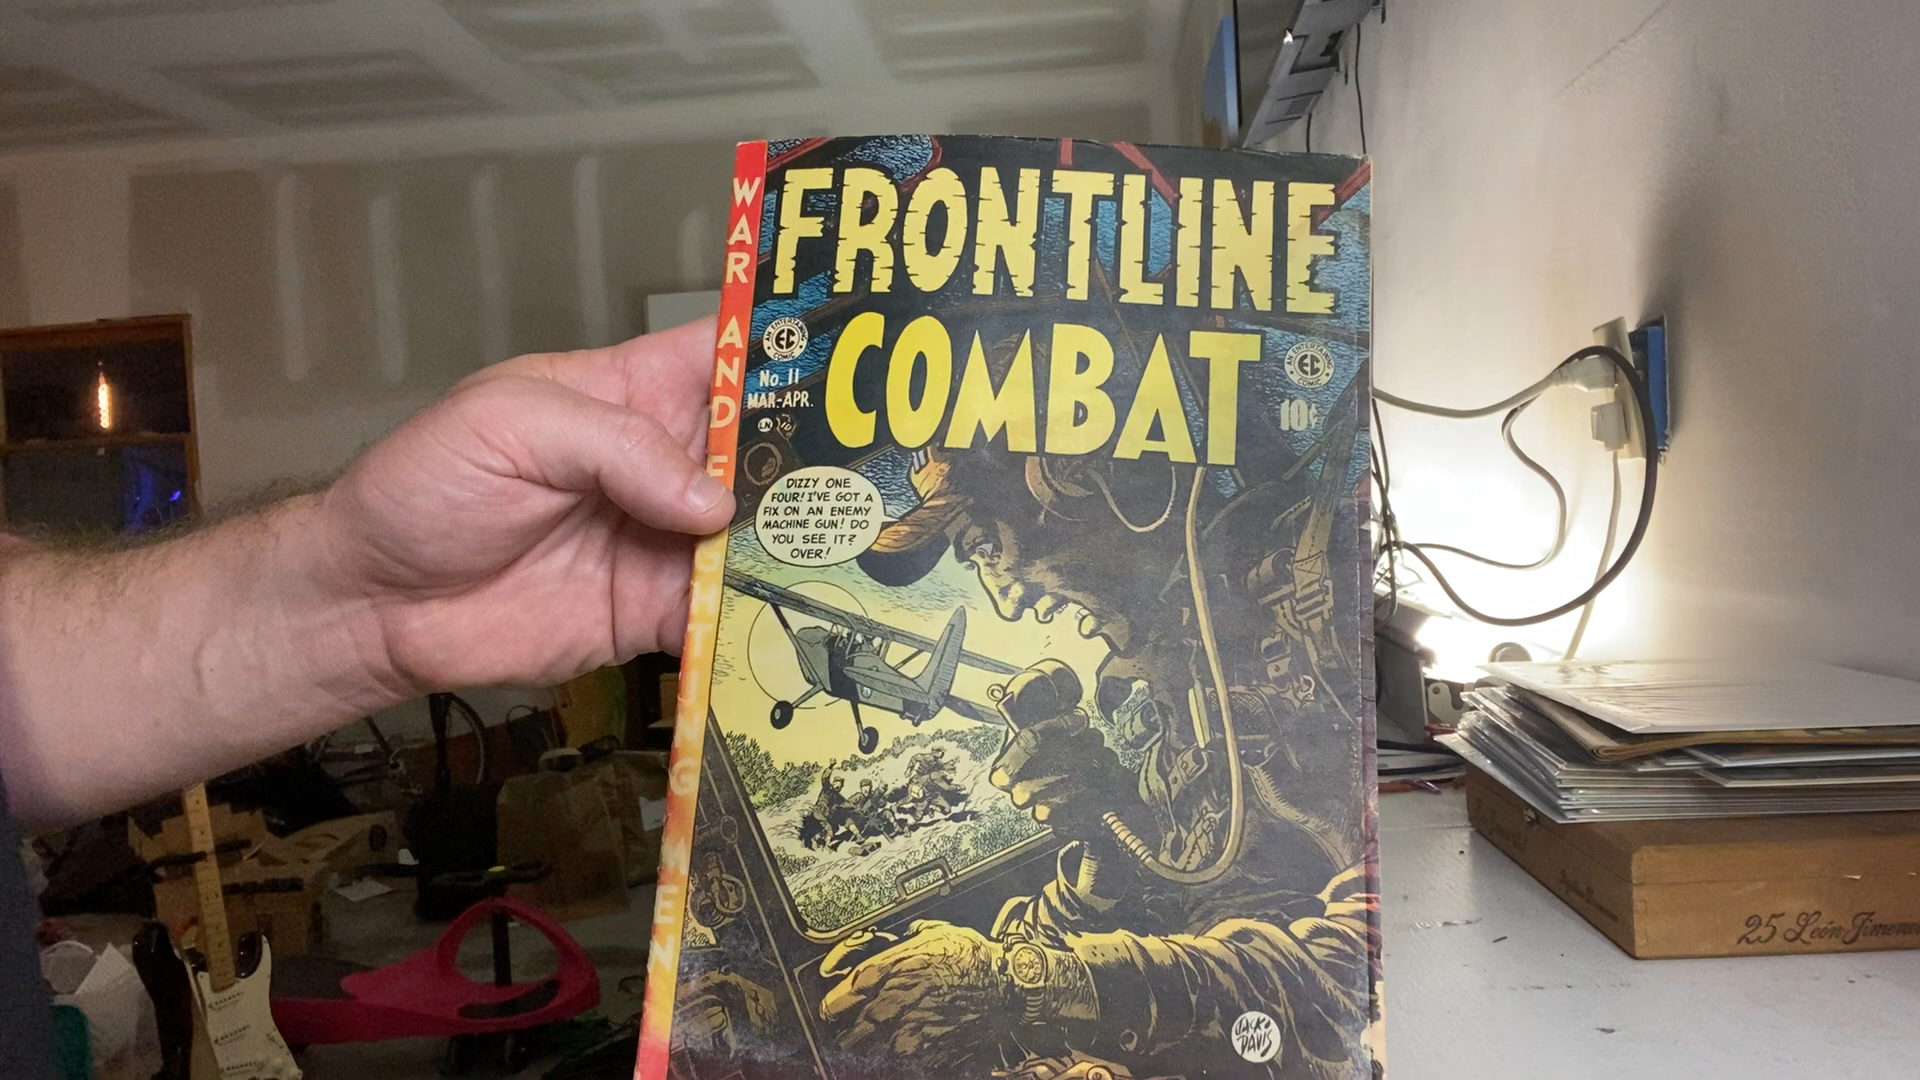 WAR AND FIGHTING MEN
FRONTLINE
COMBAT
AN ENTERTAINING
EC
COMIC
No. 11
MAR.-APR.
AN ENTERTAINING
EC
COMIC
10¢
DIZZY ONE
FOUR! I'VE GOT A
FIX ON AN ENEMY
MACHINE GUN! DO
YOU SEE IT?
OVER!
JACK
DAVIS
25 León Jimenes